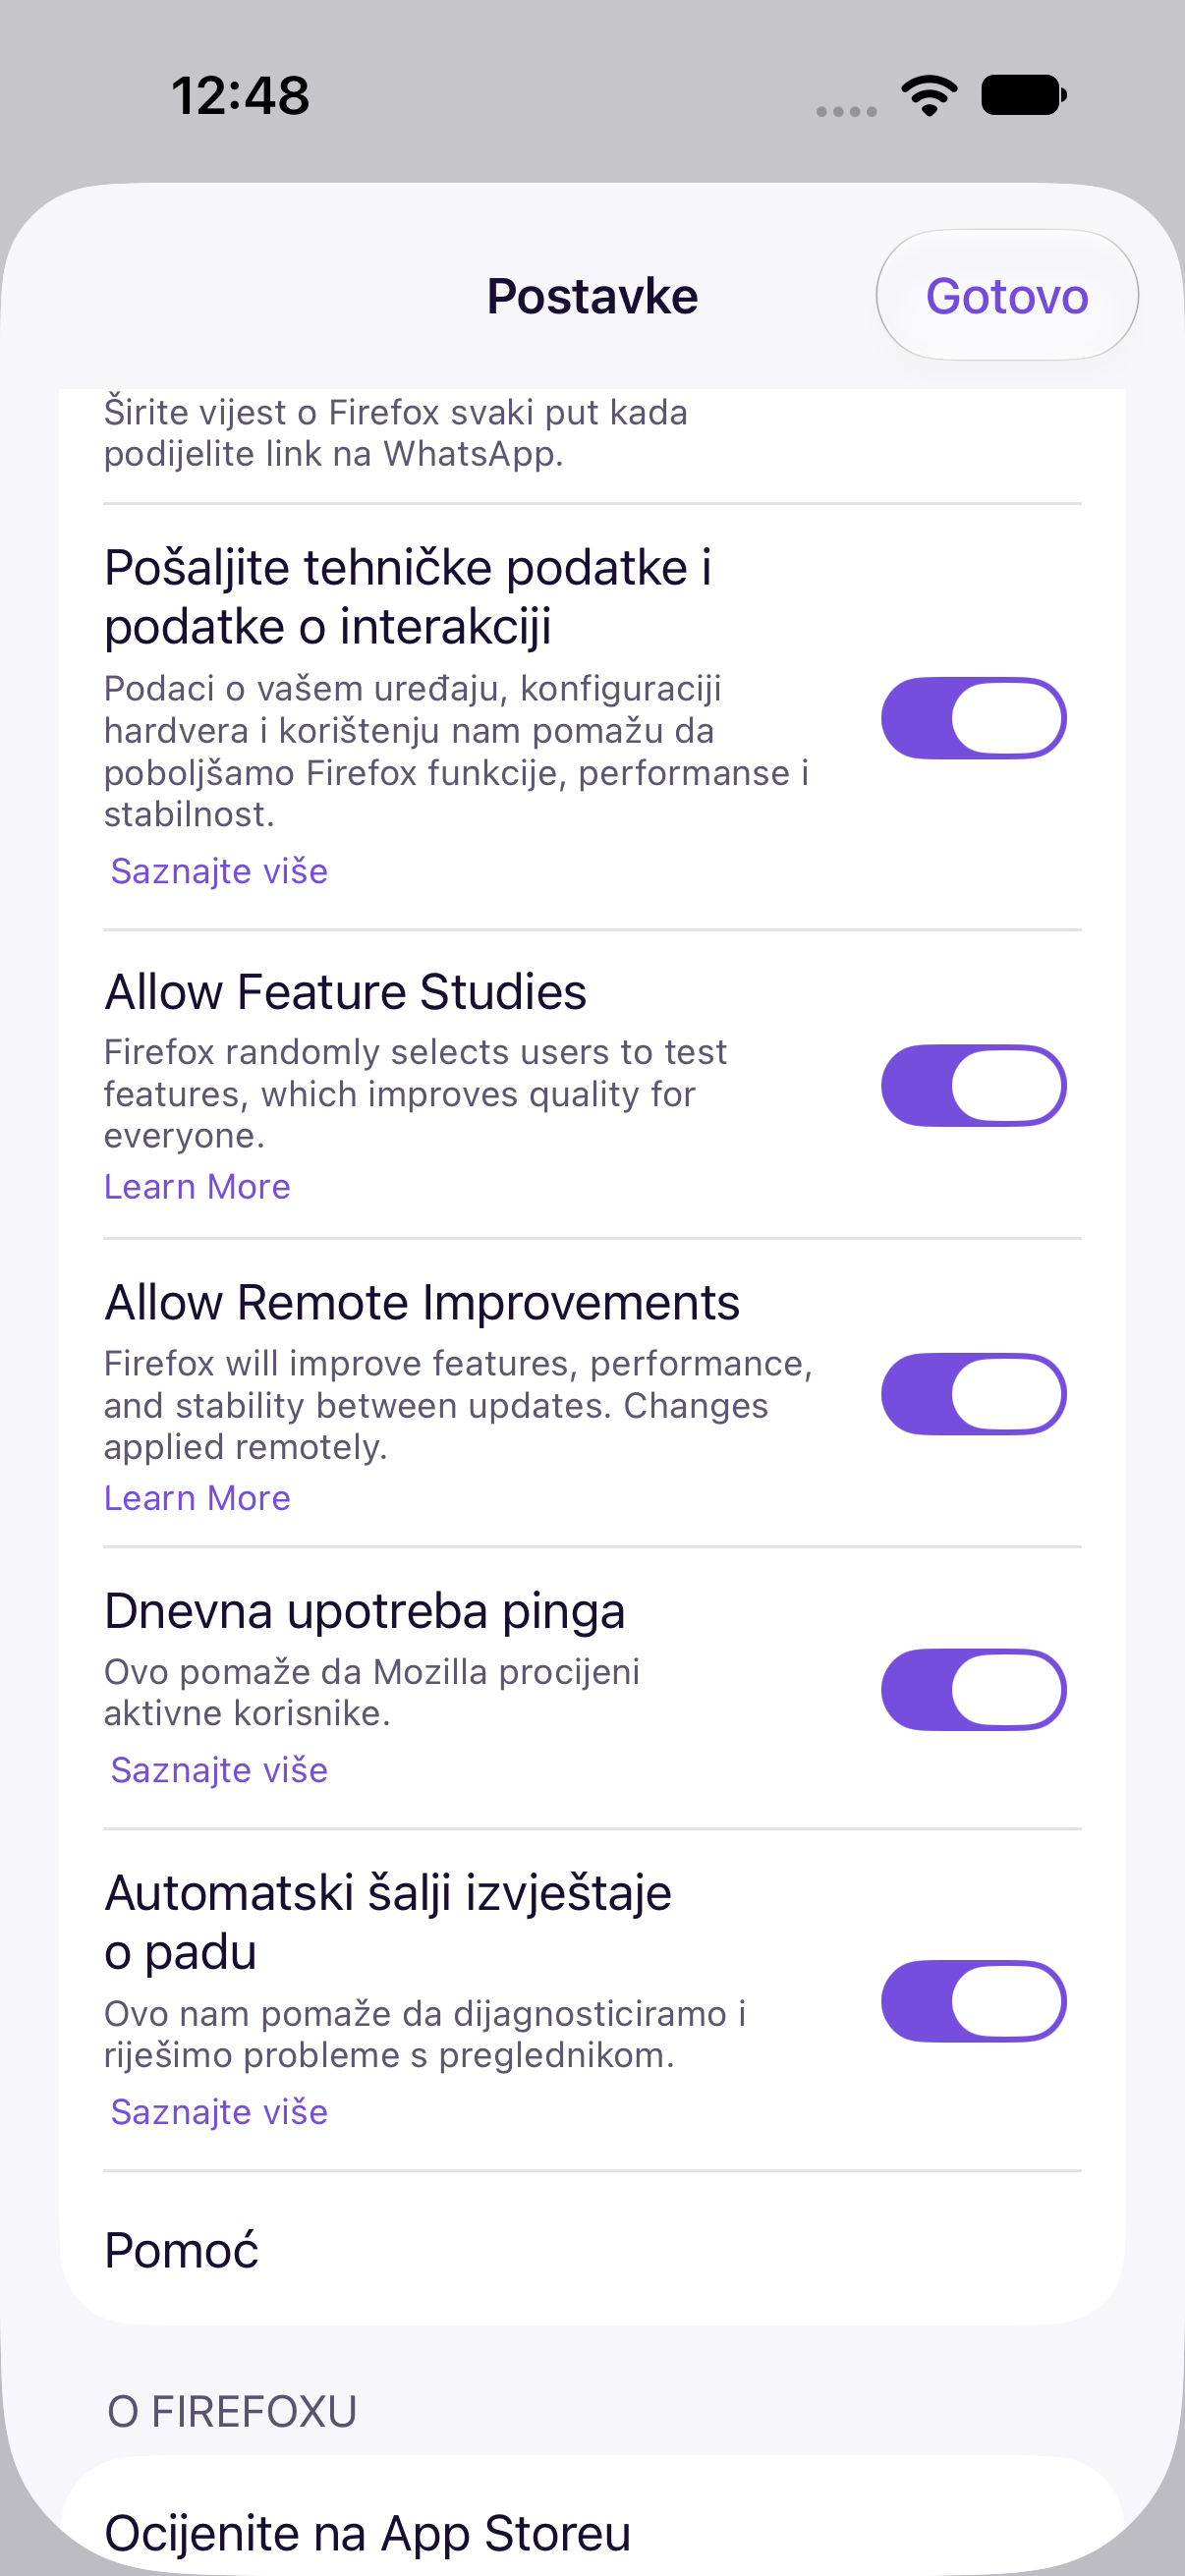 12:48
Postavke
Gotovo
Širite vijest o Firefox svaki put kada
podijelite link na WhatsApp.
Pošaljite tehničke podatke i
podatke o interakciji
Podaci o vašem uređaju, konfiguraciji
hardvera i korištenju nam pomažu da
poboljšamo Firefox funkcije, performanse i
stabilnost.
Saznajte više
Allow Feature Studies
Firefox randomly selects users to test
features, which improves quality for
everyone.
Learn More
Allow Remote Improvements
Firefox will improve features, performance,
and stability between updates. Changes
applied remotely.
Learn More
Dnevna upotreba pinga
Ovo pomaže da Mozilla procijeni
aktivne korisnike.
Saznajte više
Automatski šalji izvještaje
o padu
Ovo nam pomaže da dijagnosticiramo i
riješimo probleme s preglednikom.
Saznajte više
Pomoć
O FIREFOXU
Ocijenite na App Storeu